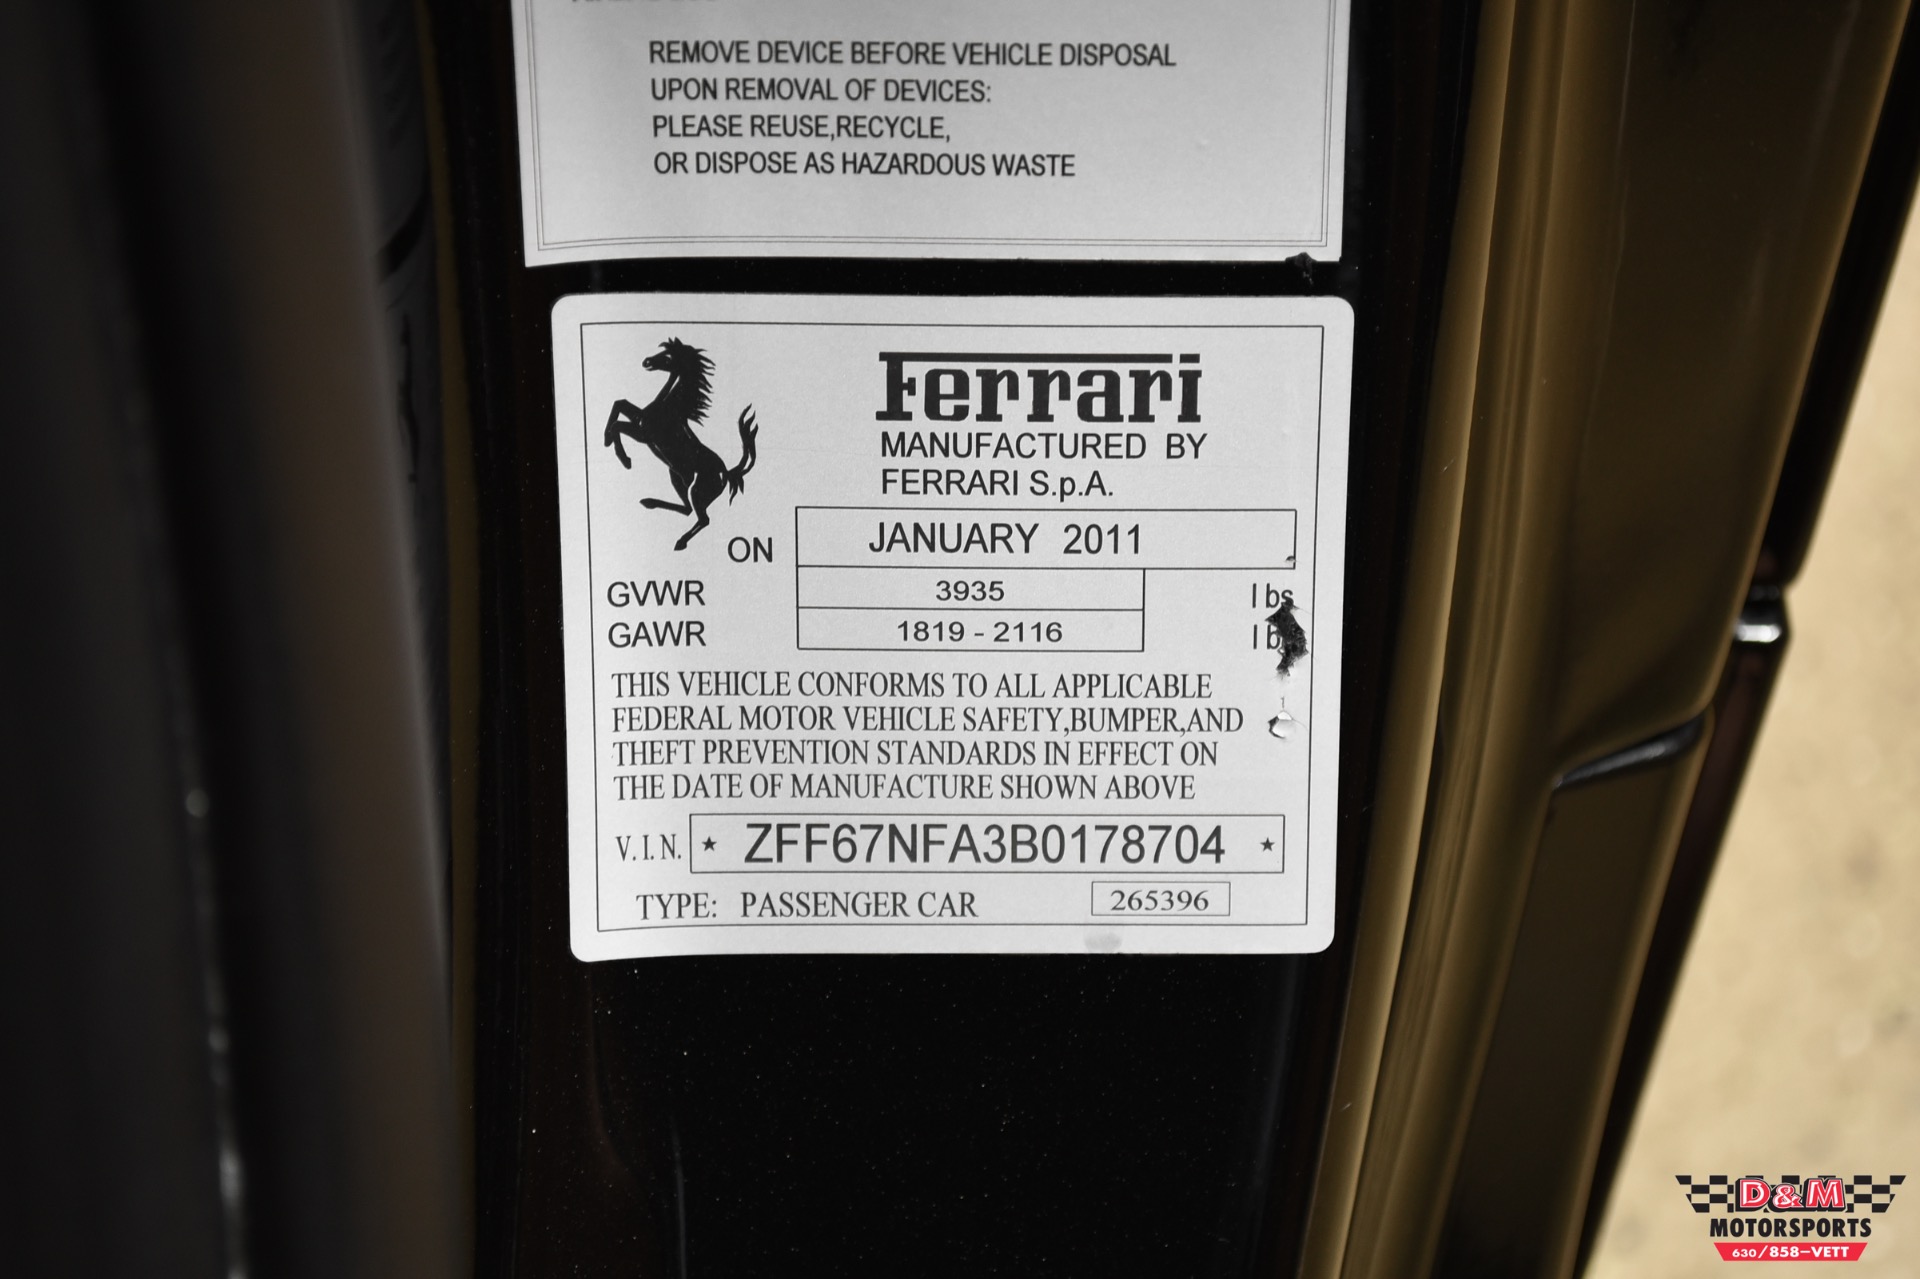 REMOVE DEVICE BEFORE VEHICLE DISPOSAL
UPON REMOVAL OF DEVICES:
PLEASE REUSE,RECYCLE,
OR DISPOSE AS HAZARDOUS WASTE
Ferrari
MANUFACTURED BY
FERRARI S.p.A.
ON JANUARY 2011
GVWR 3935 lbs
GAWR 1819 - 2116
THIS VEHICLE CONFORMS TO ALL APPLICABLE
FEDERAL MOTOR VEHICLE SAFETY,BUMPER,AND
THEFT PREVENTION STANDARDS IN EFFECT ON
THE DATE OF MANUFACTURE SHOWN ABOVE
V.I.N. ★ ZFF67NFA3B0178704 ★
TYPE: PASSENGER CAR 265396
D&M
MOTORSPORTS
630/858-VETT